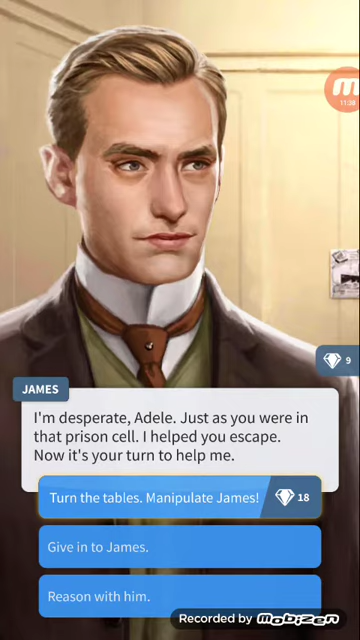 m
11:39
9
JAMES
I'm desperate, Adele. Just as you were in
that prison cell. I helped you escape.
Now it's your turn to help me.
Turn the tables. Manipulate James! 18
Give in to James.
Reason with him.
Recorded by Mobizen